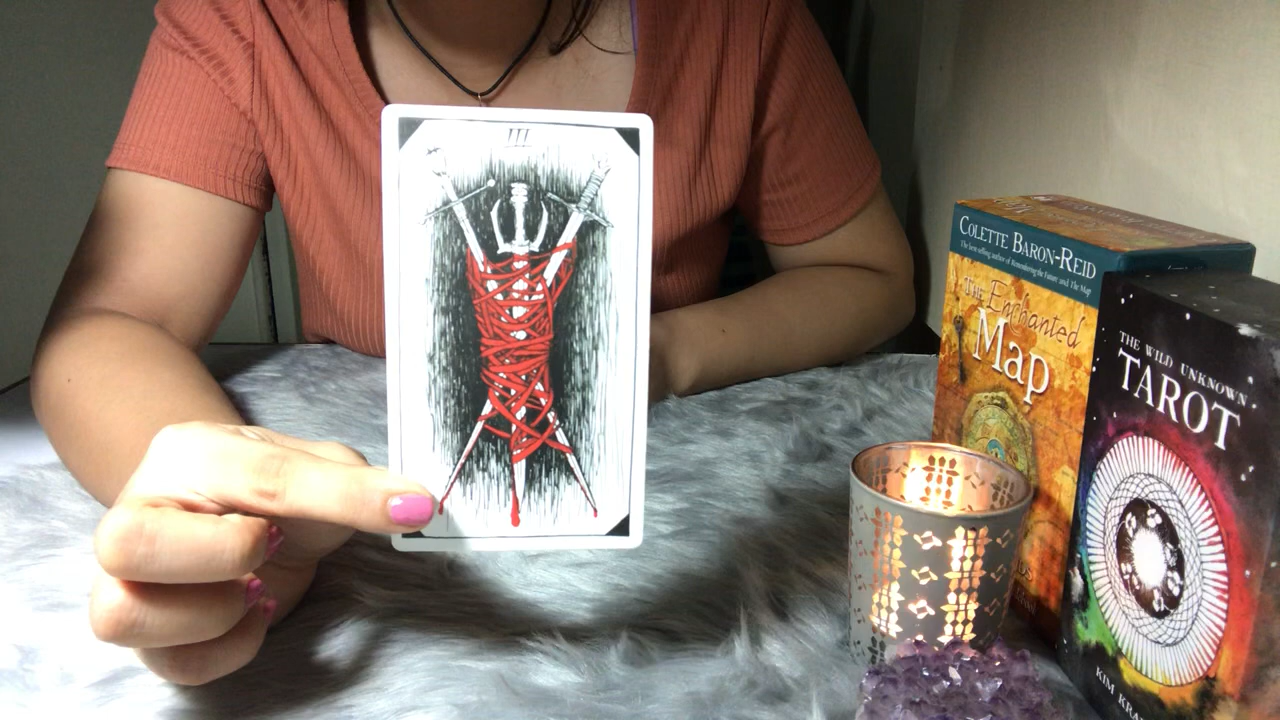 III
COLETTE BARON-REID
The best-selling author of Remembering the Future and The Map
THE Enchanted
Map
THE WILD UNKNOWN
TAROT
KIM